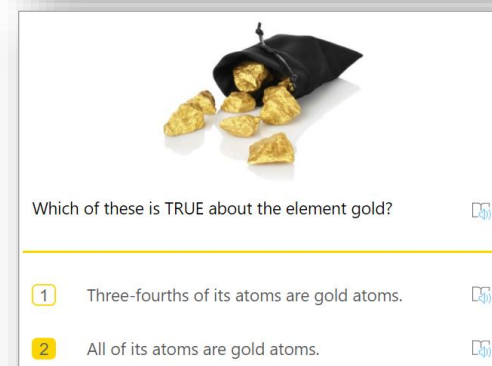 Which of these is TRUE about the element gold?
1 Three-fourths of its atoms are gold atoms.
2 All of its atoms are gold atoms.